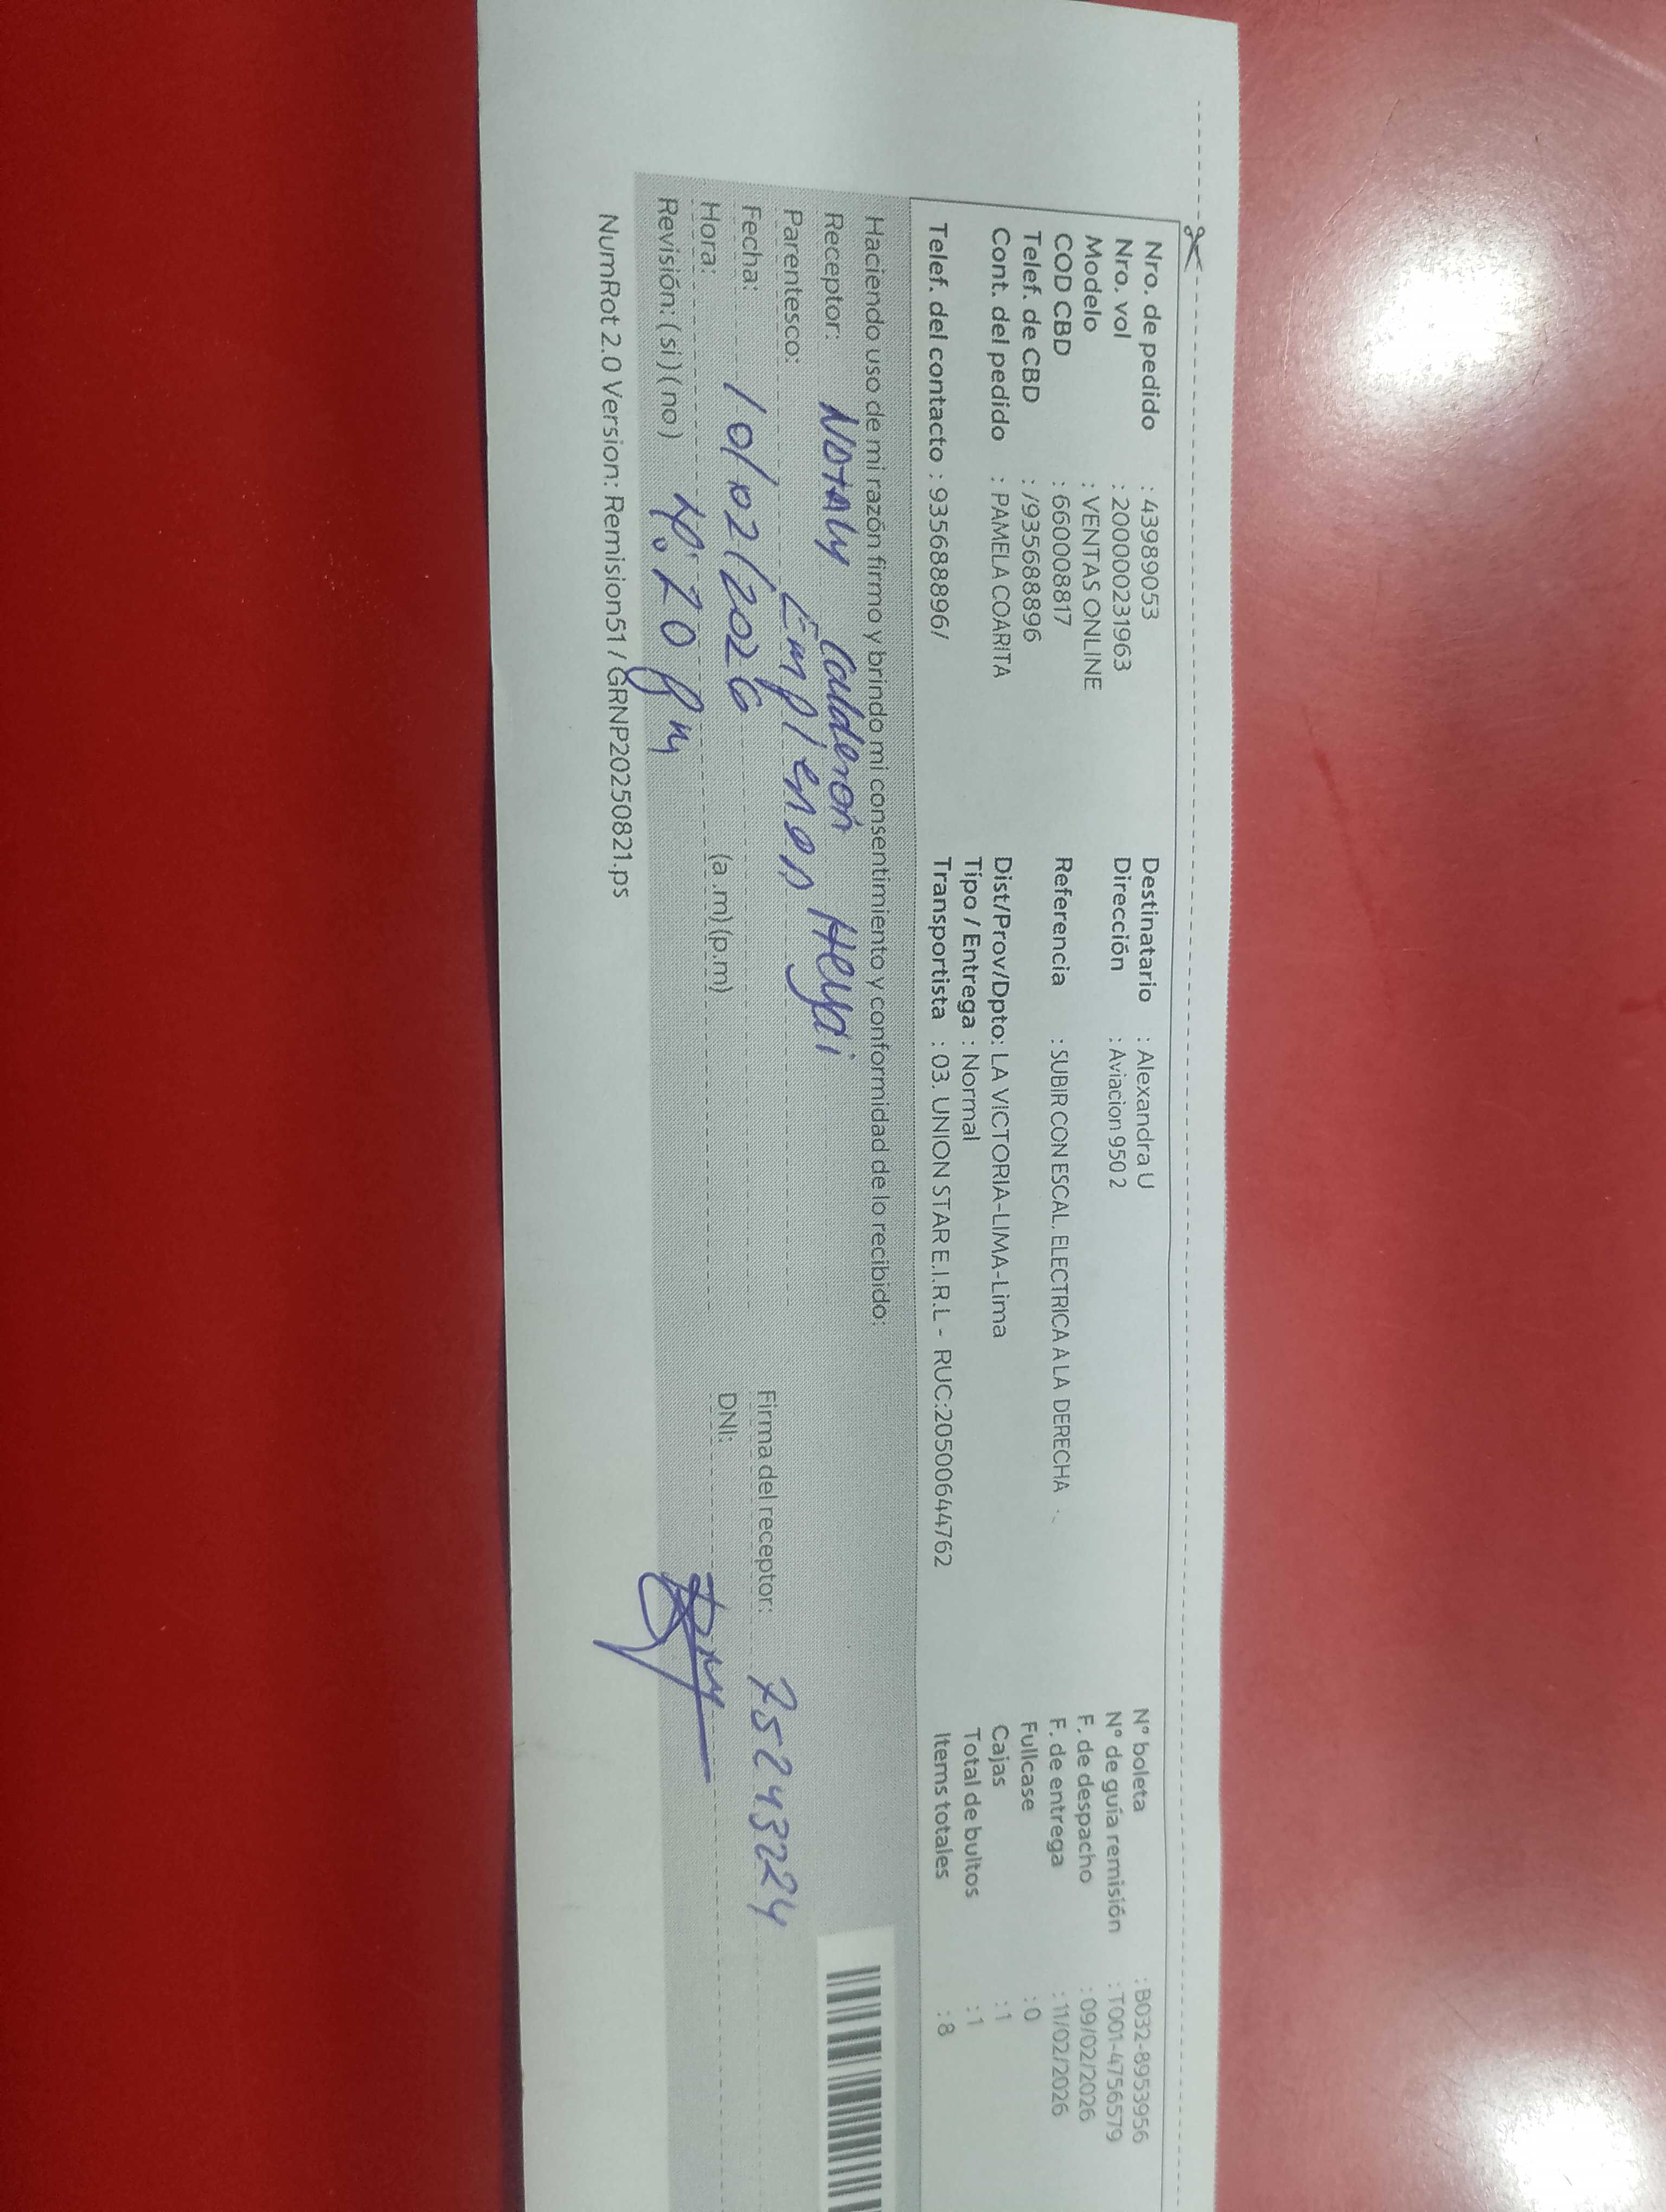 Nro. de pedido : 43989053
Nro. vol : 2000000231963
Modelo : VENTAS ONLINE
COD CBD : 660008817
Telef. de CBD : /935688896
Cont. del pedido : PAMELA COARITA
Telef. del contacto : 935688896/
Destinatario : Alexandra U
Dirección : Aviacion 950 2
Referencia : SUBIR CON ESCAL. ELECTRICA A LA DERECHA :.
Dist/Prov/Dpto: LA VICTORIA-LIMA-Lima
Tipo / Entrega : Normal
Transportista : 03. UNION STAR E.I.R.L - RUC:20500644762
N° boleta : B032-8953956
N° de guía remisión : T001-4756579
F. de despacho : 09/02/2026
F. de entrega : 11/02/2026
Fullcase : 0
Cajas : 1
Total de bultos : 1
Items totales : 8
Haciendo uso de mi razón firmo y brindo mi consentimiento y conformidad de lo recibido:
Receptor: Nataly Calderón Heydi
Parentesco:
Fecha: 10/02/2026
Hora: (a.m) (p.m)
Revisión: (si) (no) :20 pm
Firma del receptor: 75243224
DNI:
NumRot 2.0 Version: Remision51 / GRNP20250821.ps